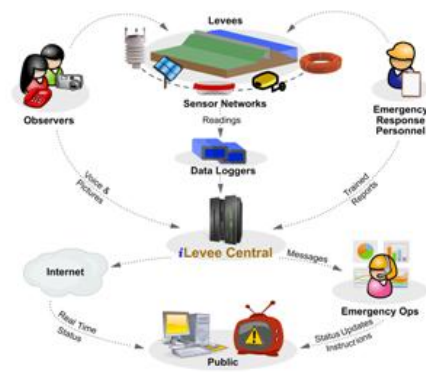 Levees
Sensor Networks
Observers
Emergency
Response
Personnel
Readings
Data Loggers
Voice &
Pictures
Trained
Reports
iLevee Central
Internet
Messages
Emergency Ops
Real Time
Status
Status Updates
Instructions
Public